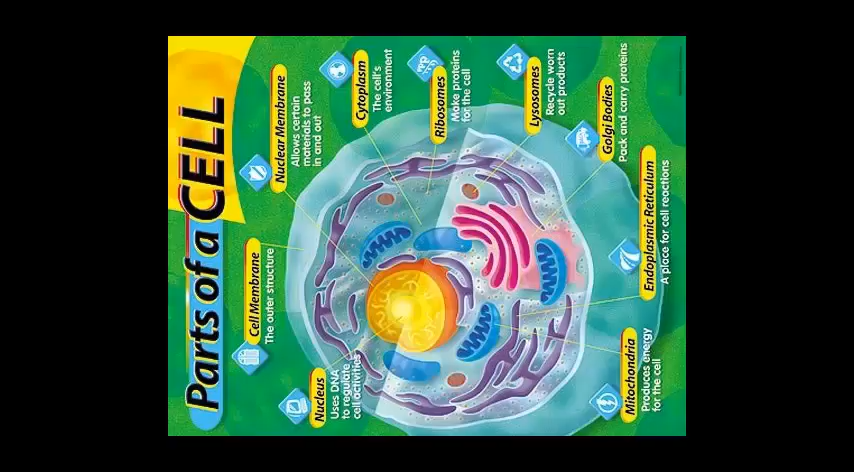 Parts of a CELL
Nucleus
Uses DNA
to regulate
cell activities
Cell Membrane
The outer structure
Nuclear Membrane
Allows certain
materials to pass
in and out
Cytoplasm
The cell's
environment
Ribosomes
Make proteins
for the cell
Lysosomes
Recycle worn
out products
Golgi Bodies
Pack and carry proteins
Endoplasmic Reticulum
A place for cell reactions
Mitochondria
Produces energy
for the cell